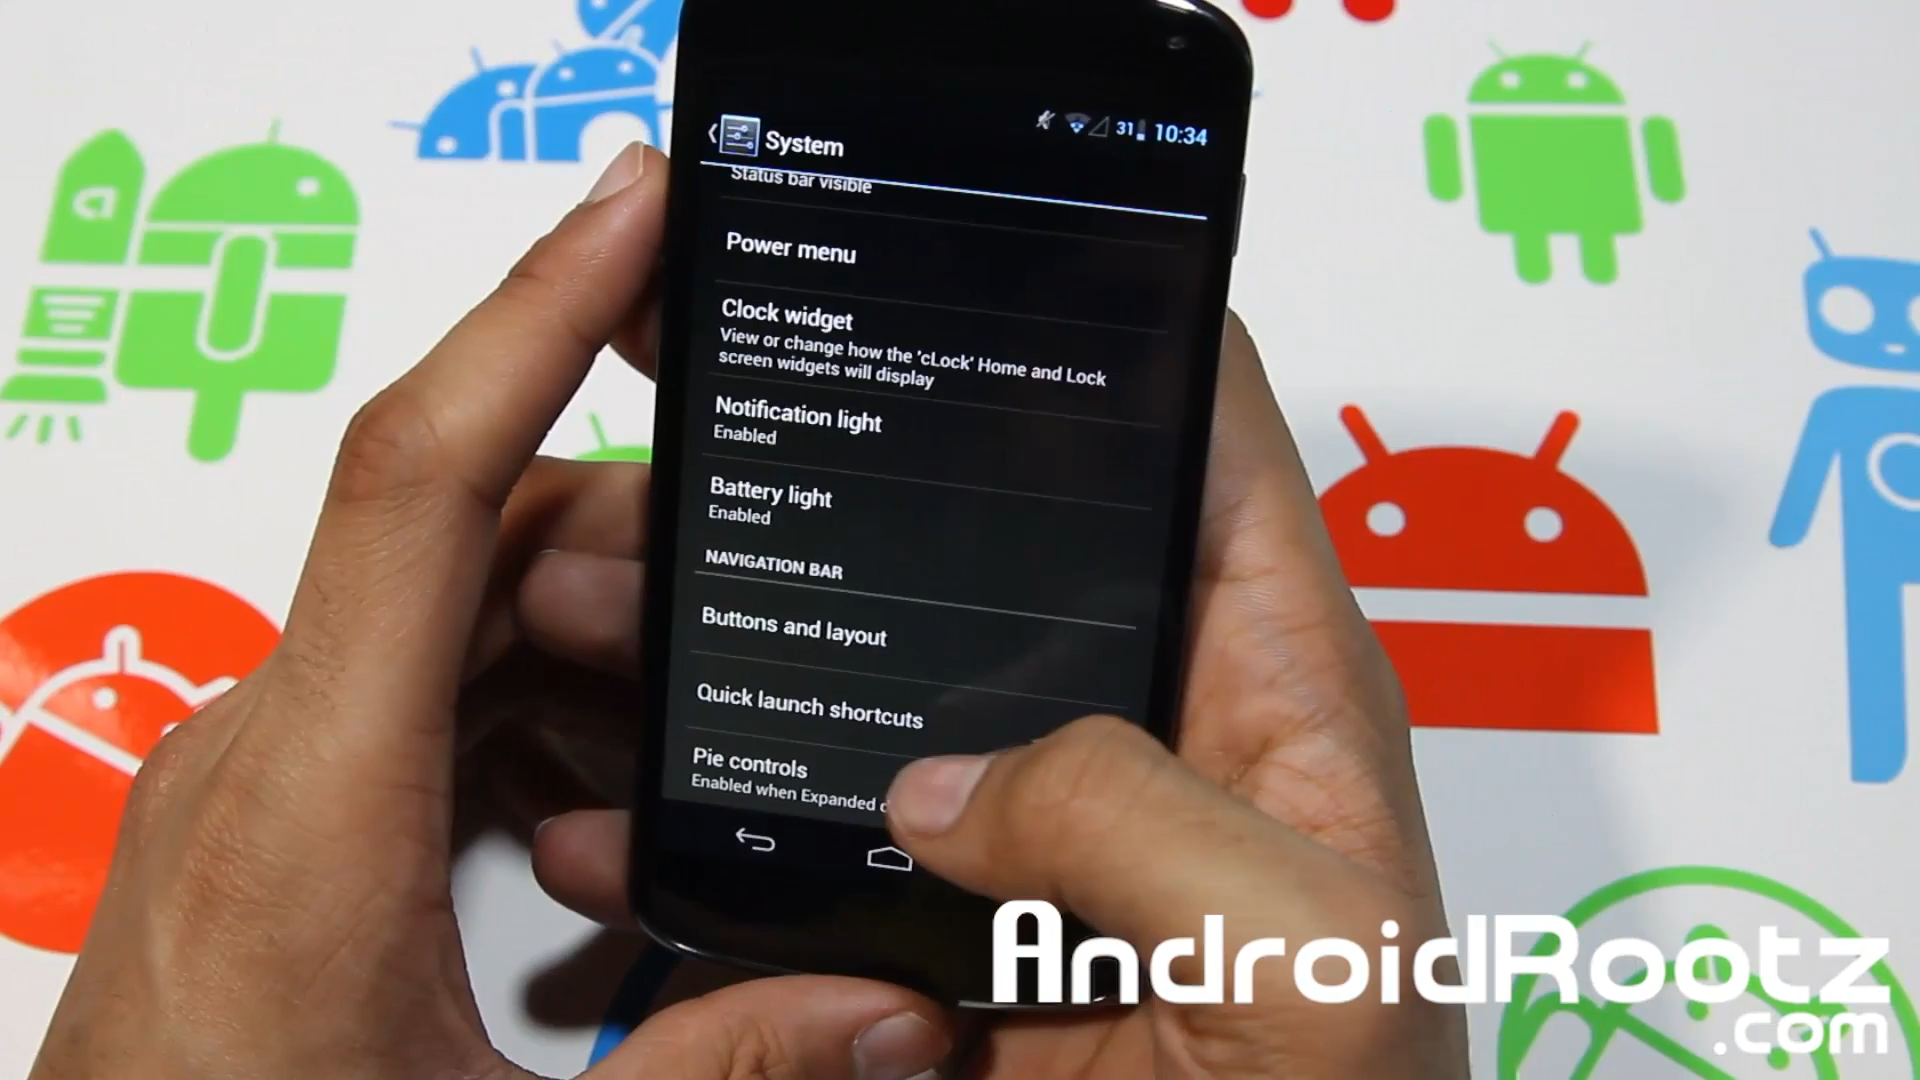 31 10:34
System
Status bar visible
Power menu
Clock widget
View or change how the 'cLock' Home and Lock
screen widgets will display
Notification light
Enabled
Battery light
Enabled
NAVIGATION BAR
Buttons and layout
Quick launch shortcuts
Pie controls
Enabled when Expanded
AndroidRootz
.com